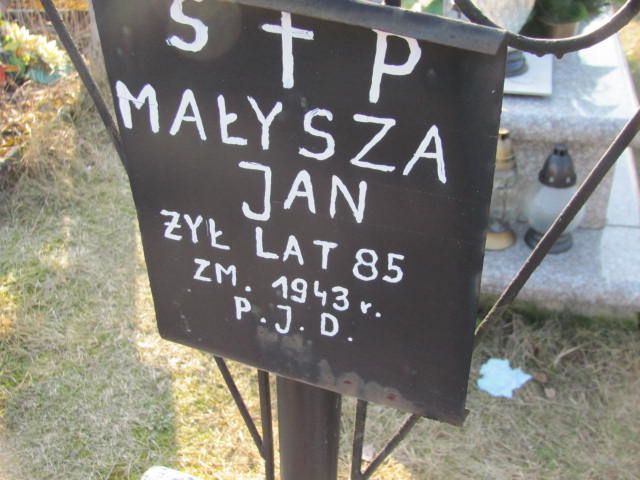 S † P
MAŁYSZA
JAN
ŻYŁ LAT 85
ZM. 1943 r.
P. J. D.